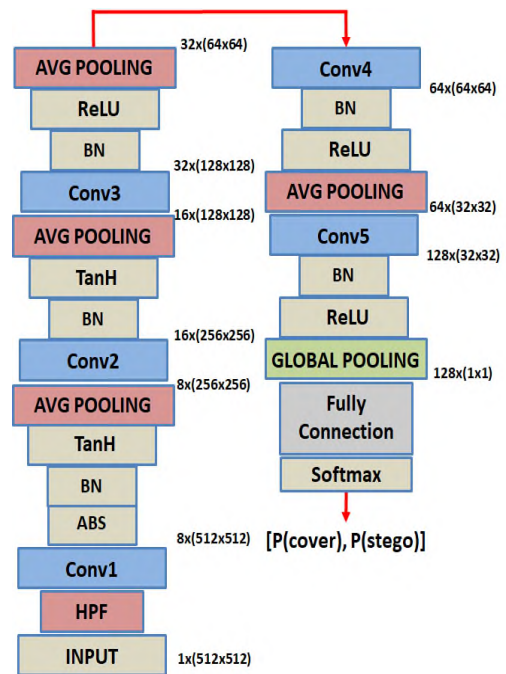 32x(64x64)
AVG POOLING
ReLU
BN
32x(128x128)
Conv3
16x(128x128)
AVG POOLING
TanH
BN
16x(256x256)
Conv2
8x(256x256)
AVG POOLING
TanH
BN
ABS
8x(512x512)
Conv1
HPF
INPUT
1x(512x512)
Conv4
64x(64x64)
BN
ReLU
AVG POOLING
64x(32x32)
Conv5
128x(32x32)
BN
ReLU
GLOBAL POOLING
128x(1x1)
Fully
Connection
Softmax
[P(cover), P(stego)]